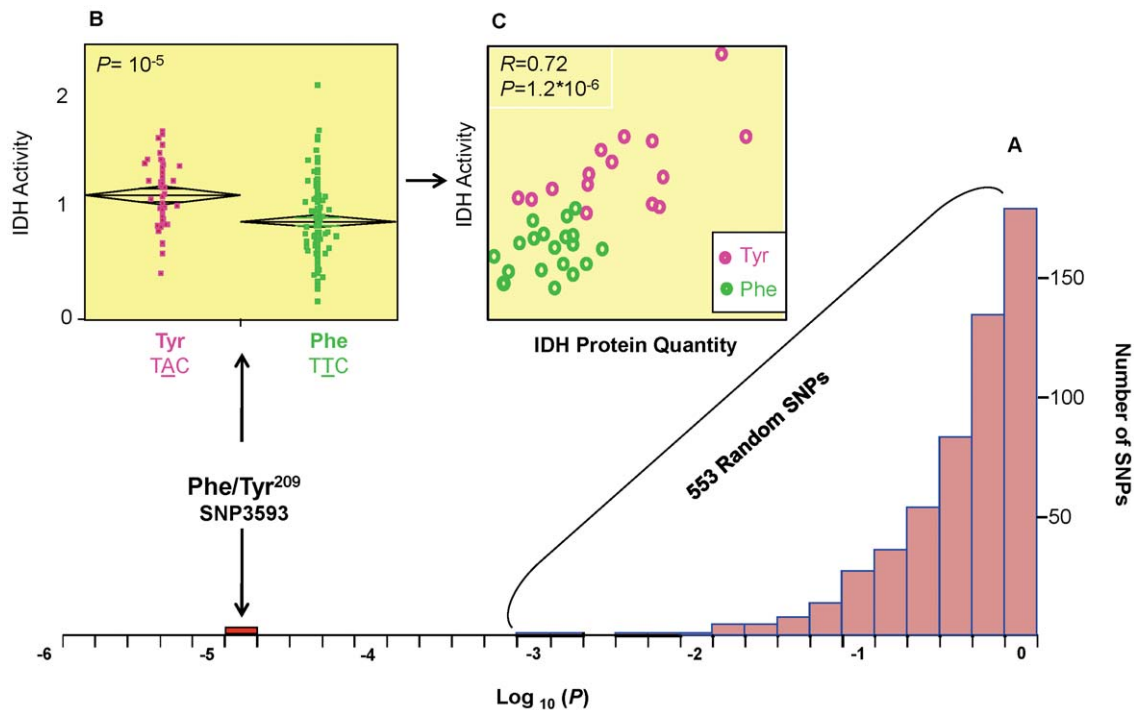 B
P= 10-5
2
1
0
IDH Activity
Tyr
TAC
Phe
TTC
C
R=0.72
P=1.2*10-6
IDH Activity
Tyr
Phe
IDH Protein Quantity
A
553 Random SNPs
150
100
50
Number of SNPs
Phe/Tyr209
SNP3593
-6 -5 -4 -3 -2 -1 0
Log 10 (P)